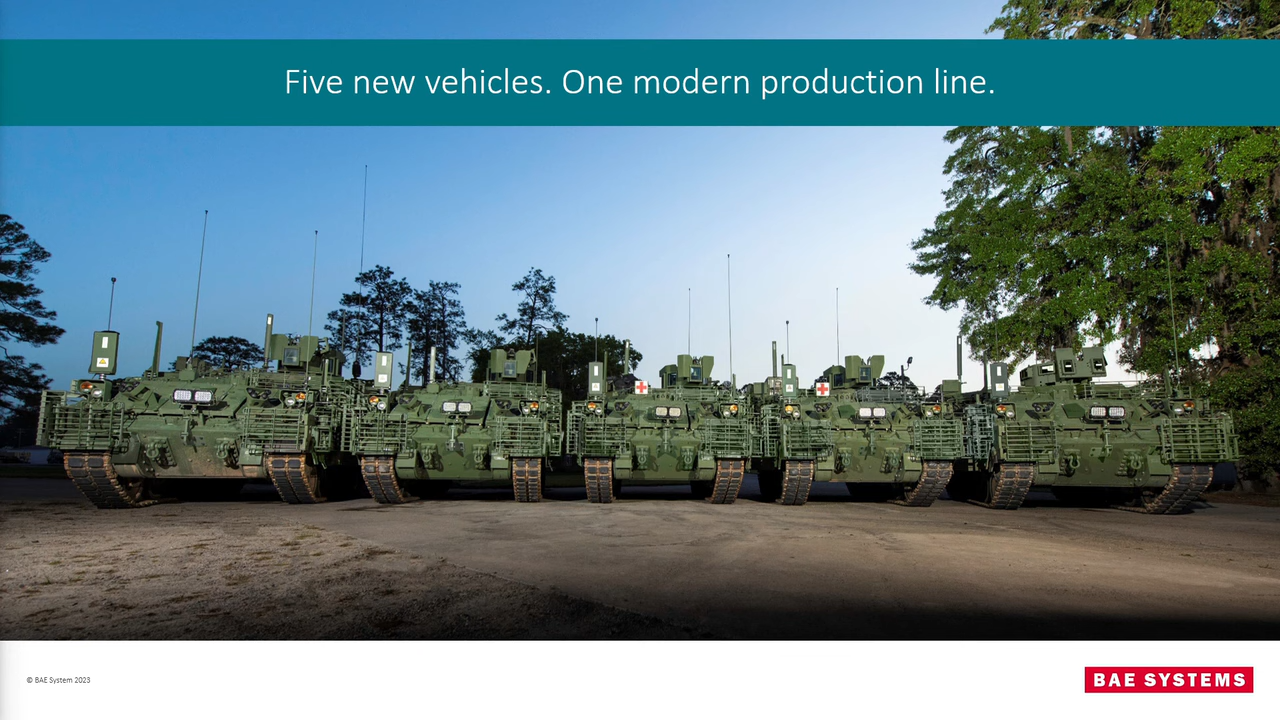 Five new vehicles. One modern production line.
© BAE System 2023
BAE SYSTEMS